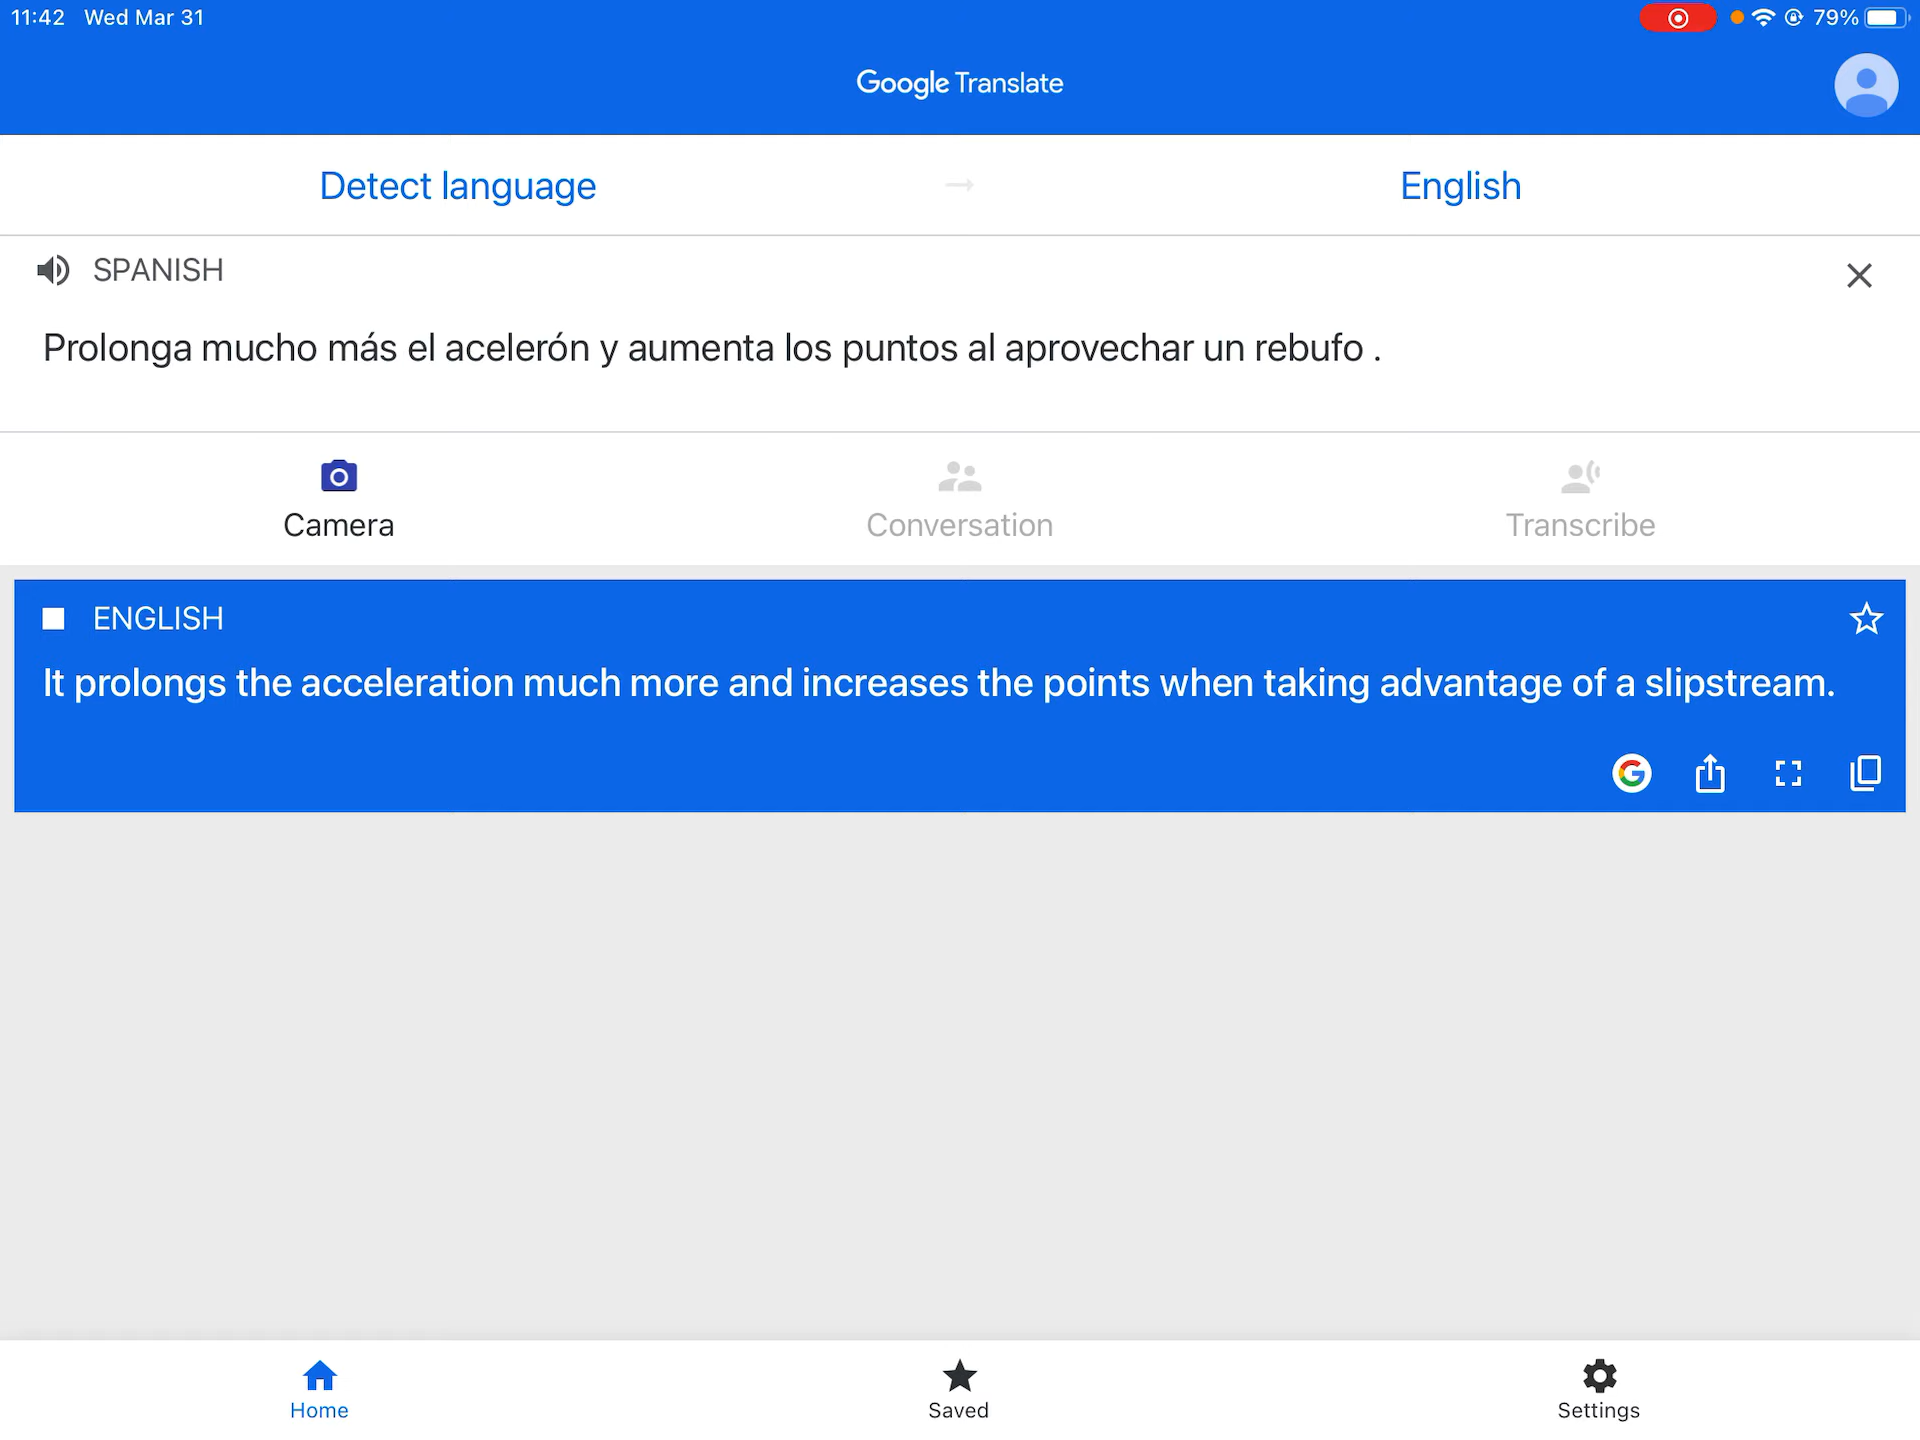 11:42 Wed Mar 31
79%
Google Translate
Detect language
English
SPANISH
Prolonga mucho más el acelerón y aumenta los puntos al aprovechar un rebufo .
Camera
Conversation
Transcribe
ENGLISH
It prolongs the acceleration much more and increases the points when taking advantage of a slipstream.
Home
Saved
Settings